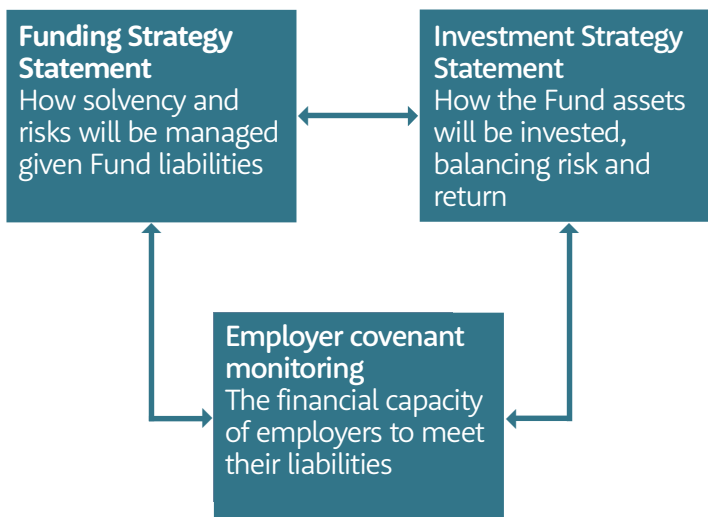 Funding Strategy
Statement
How solvency and
risks will be managed
given Fund liabilities
Investment Strategy
Statement
How the Fund assets
will be invested,
balancing risk and
return
Employer covenant
monitoring
The financial capacity
of employers to meet
their liabilities